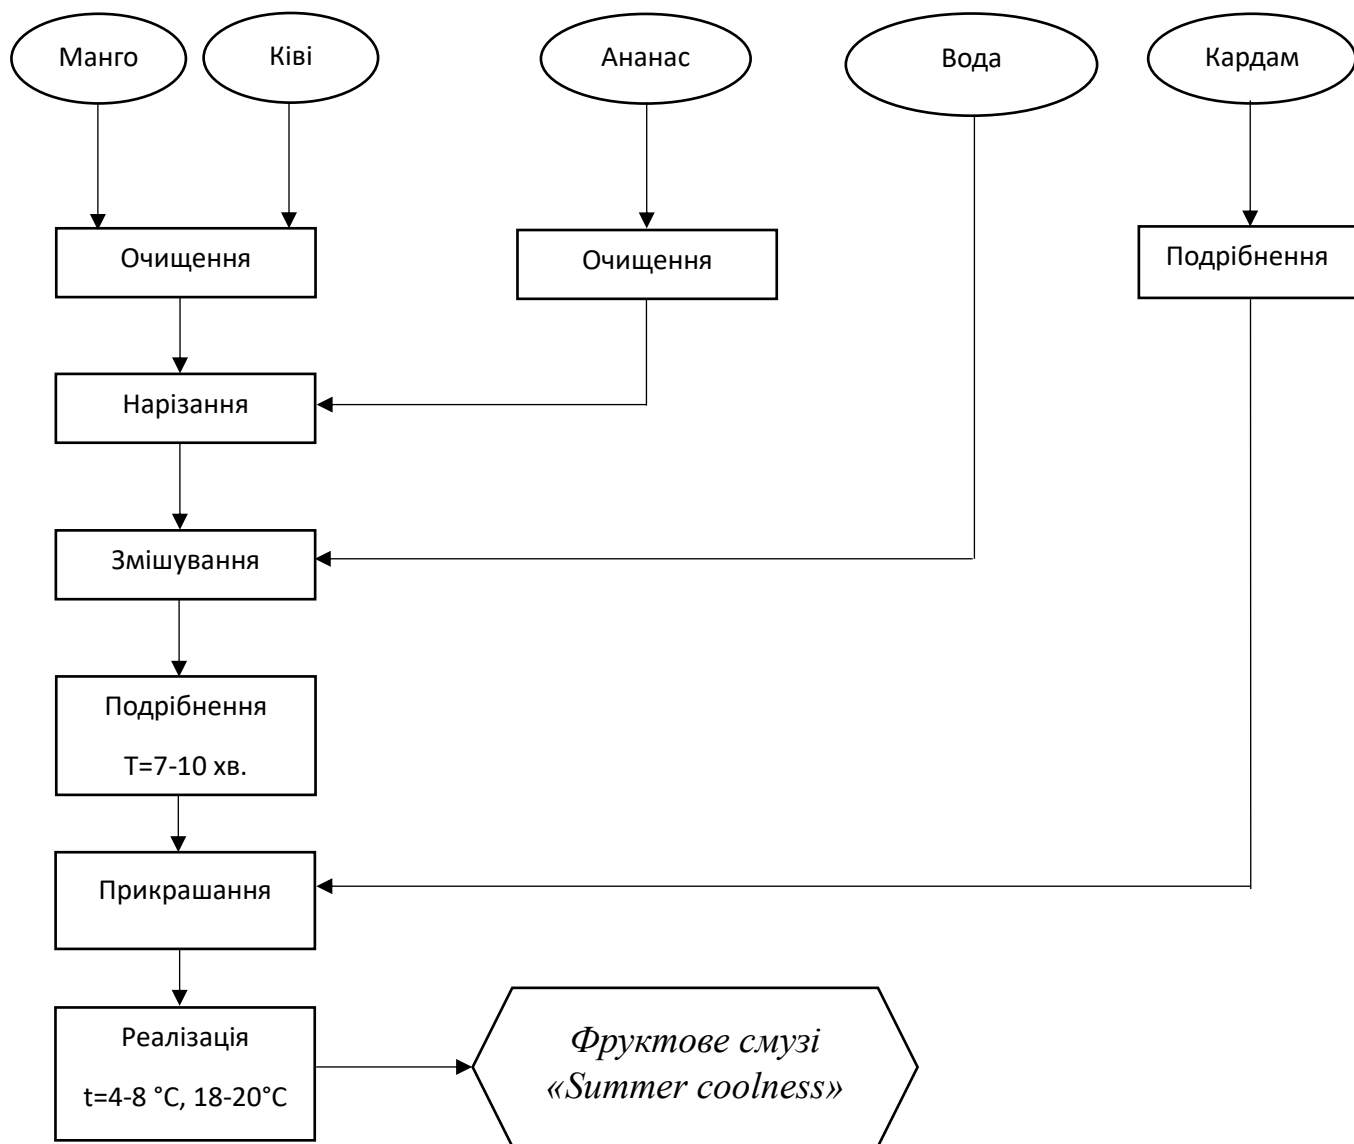 Манго
Ківі
Ананас
Вода
Кардам
Очищення
Очищення
Подрібнення
Нарізання
Змішування
Подрібнення
Т=7-10 хв.
Прикрашання
Реалізація
t=4-8 °C, 18-20°C
Фруктове смузі
«Summer coolness»